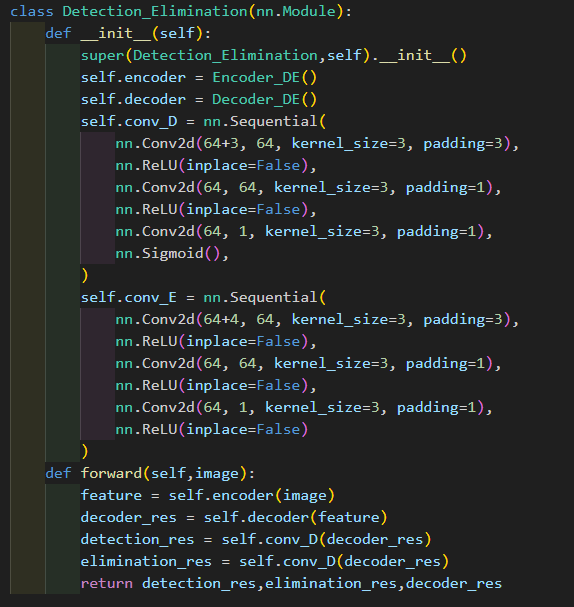 class Detection_Elimination(nn.Module):
    def __init__(self):
        super(Detection_Elimination,self).__init__()
        self.encoder = Encoder_DE()
        self.decoder = Decoder_DE()
        self.conv_D = nn.Sequential(
            nn.Conv2d(64+3, 64, kernel_size=3, padding=3),
            nn.ReLU(inplace=False),
            nn.Conv2d(64, 64, kernel_size=3, padding=1),
            nn.ReLU(inplace=False),
            nn.Conv2d(64, 1, kernel_size=3, padding=1),
            nn.Sigmoid(),
        )
        self.conv_E = nn.Sequential(
            nn.Conv2d(64+4, 64, kernel_size=3, padding=3),
            nn.ReLU(inplace=False),
            nn.Conv2d(64, 64, kernel_size=3, padding=1),
            nn.ReLU(inplace=False),
            nn.Conv2d(64, 1, kernel_size=3, padding=1),
            nn.ReLU(inplace=False)
        )
    def forward(self,image):
        feature = self.encoder(image)
        decoder_res = self.decoder(feature)
        detection_res = self.conv_D(decoder_res)
        elimination_res = self.conv_D(decoder_res)
        return detection_res,elimination_res,decoder_res